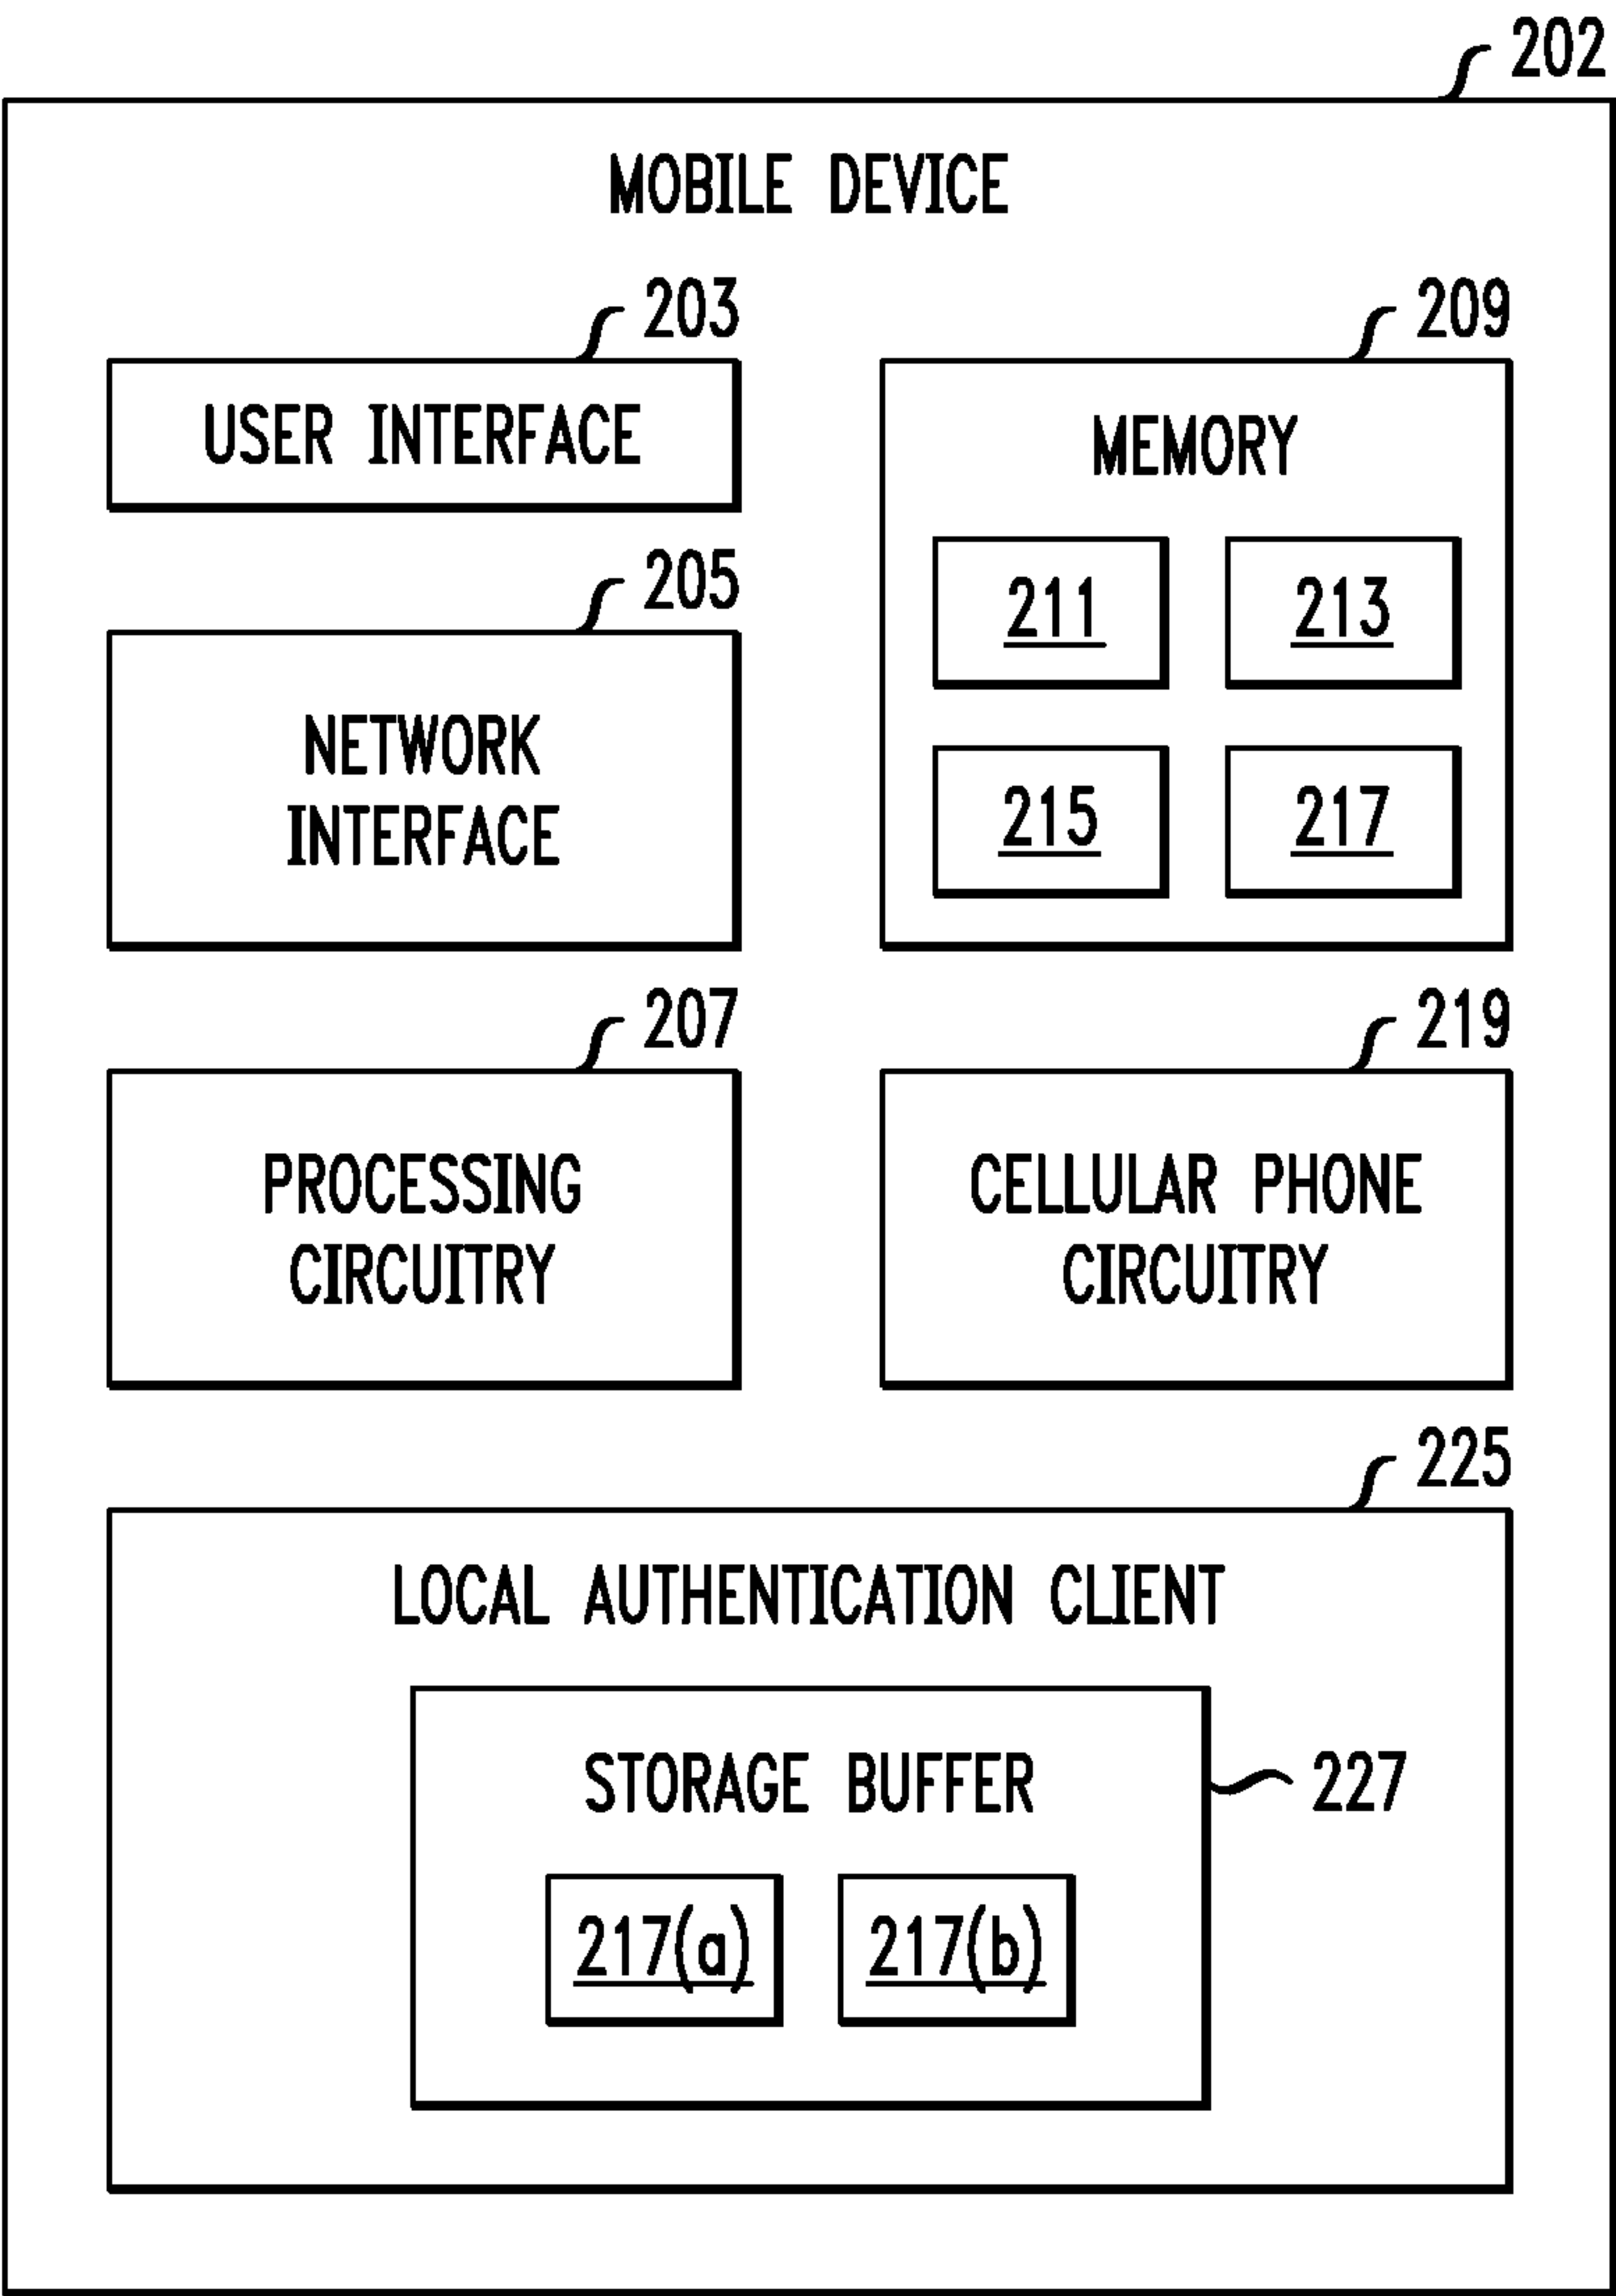 202
MOBILE DEVICE
203
USER INTERFACE
205
NETWORK
INTERFACE
209
MEMORY
211
213
215
217
207
PROCESSING
CIRCUITRY
219
CELLULAR PHONE
CIRCUITRY
225
LOCAL AUTHENTICATION CLIENT
STORAGE BUFFER
227
217(a)
217(b)